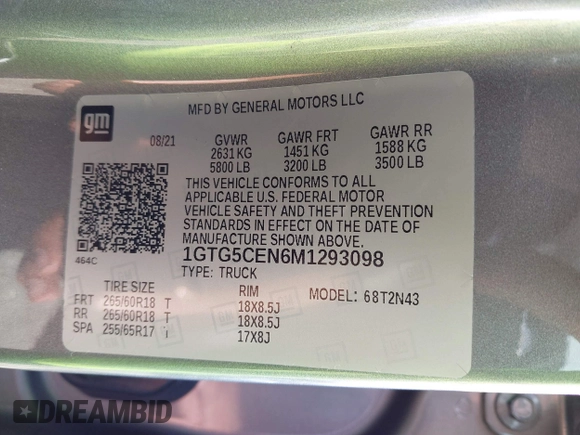 gm
MFD BY GENERAL MOTORS LLC
08/21 GVWR GAWR FRT GAWR RR
2631 KG 1451 KG 1588 KG
5800 LB 3200 LB 3500 LB
THIS VEHICLE CONFORMS TO ALL
APPLICABLE U.S. FEDERAL MOTOR
VEHICLE SAFETY AND THEFT PREVENTION
STANDARDS IN EFFECT ON THE DATE OF
MANUFACTURE SHOWN ABOVE.
464C
1GTG5CEN6M1293098
TYPE: TRUCK
TIRE SIZE RIM MODEL: 68T2N43
FRT 265/60R18 T 18X8.5J
RR 265/60R18 T 18X8.5J
SPA 255/65R17 T 17X8J
DREAMBID